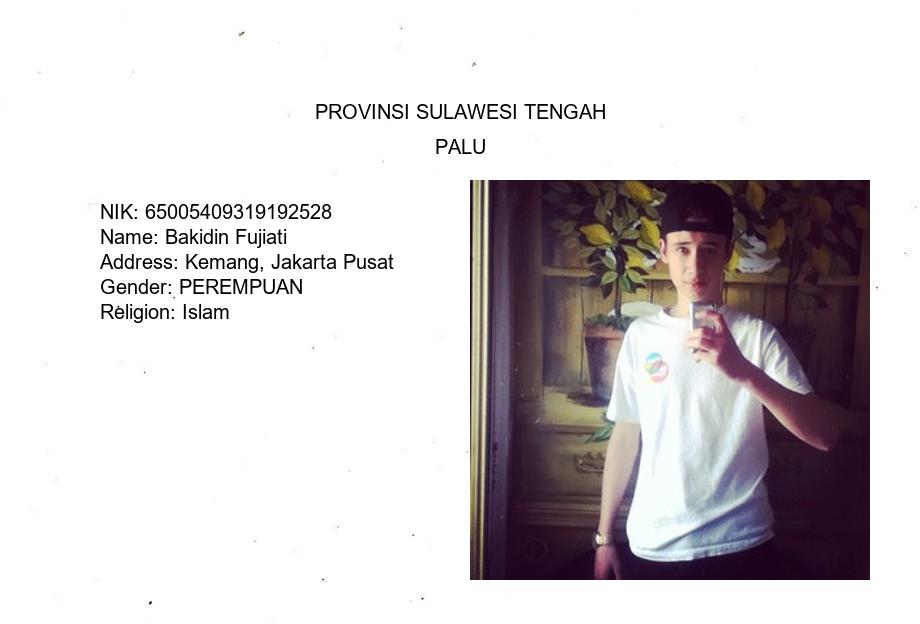 PROVINSI SULAWESI TENGAH
PALU
NIK: 65005409319192528
Name: Bakidin Fujiati
Address: Kemang, Jakarta Pusat
Gender: PEREMPUAN
Religion: Islam